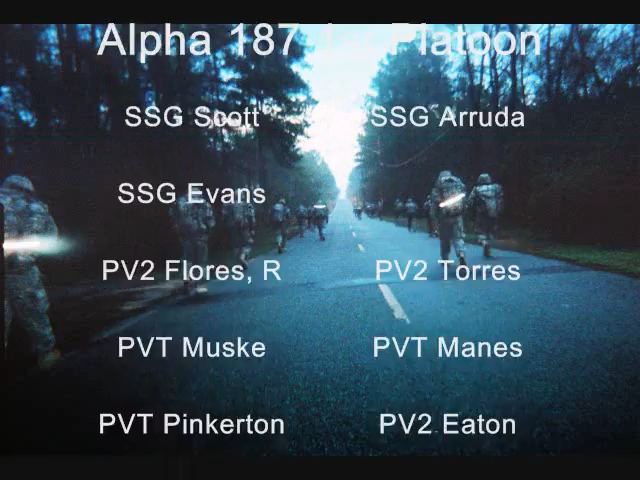 Alpha 187 1st Platoon
SSG Scott SSG Arruda
SSG Evans
PV2 Flores, R PV2 Torres
PVT Muske PVT Manes
PVT Pinkerton PV2 Eaton